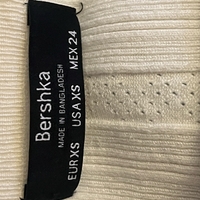 Bershka
MADE IN BANGLADESH
EUR XS USA XS MEX 24